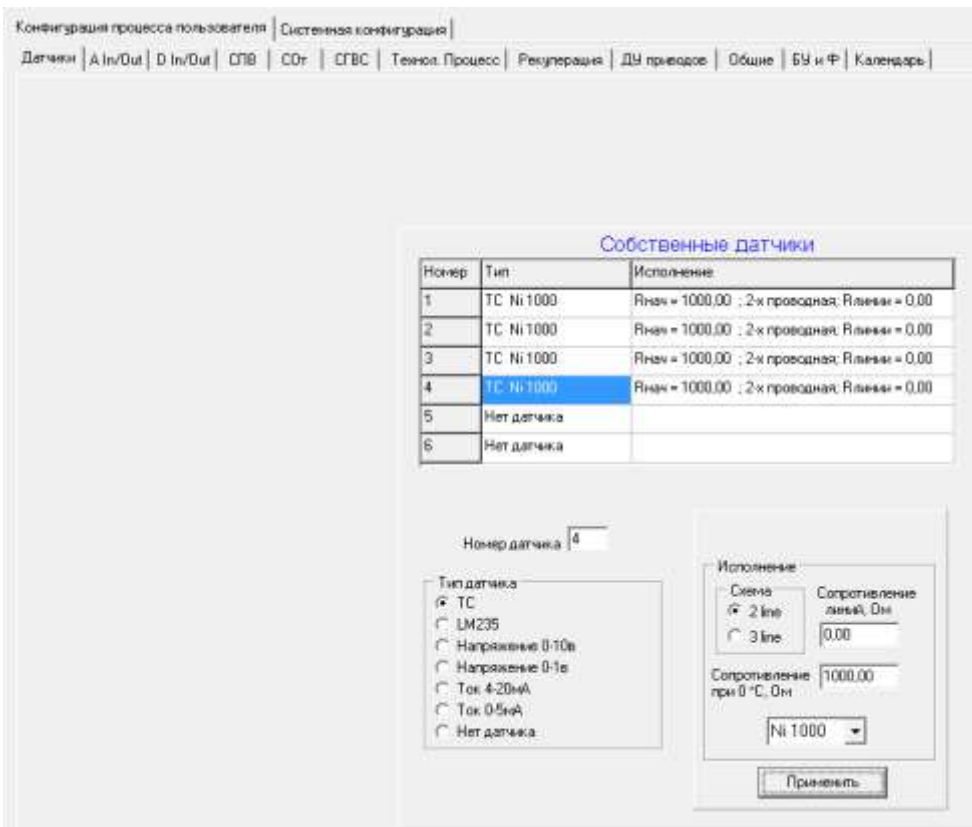 Конфигурация процесса пользователя Системная конфигурация
Датчики A In/Out D In/Out СПВ СОт СГВС Технол. Процесс Рекуперация ДУ приводов Общие БУ и Ф Календарь
Собственные датчики
Номер Тип Исполнение
1 ТС Ni 1000 Rнач = 1000,00 ; 2-х проводная; Rлинии = 0,00
2 ТС Ni 1000 Rнач = 1000,00 ; 2-х проводная; Rлинии = 0,00
3 ТС Ni 1000 Rнач = 1000,00 ; 2-х проводная; Rлинии = 0,00
4 ТС Ni 1000 Rнач = 1000,00 ; 2-х проводная; Rлинии = 0,00
5 Нет датчика
6 Нет датчика
Номер датчика 4
Тип датчика
ТС
LM235
Напряжение 0-10в
Напряжение 0-1в
Ток 4-20мА
Ток 0-5мА
Нет датчика
Исполнение
Схема
2 line
3 line
Сопротивление
линий, Ом
0,00
Сопротивление
при 0 °С, Ом
1000,00
Ni 1000
Применить